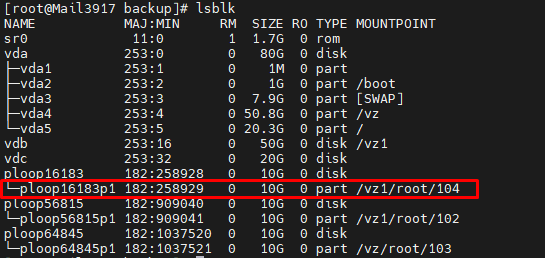 [root@Mail3917 backup]# lsblk
NAME MAJ:MIN RM SIZE RO TYPE MOUNTPOINT
sr0 11:0 1 1.7G 0 rom
vda 253:0 0 80G 0 disk
├─vda1 253:1 0 1M 0 part
├─vda2 253:2 0 1G 0 part /boot
├─vda3 253:3 0 7.9G 0 part [SWAP]
├─vda4 253:4 0 50.8G 0 part /vz
└─vda5 253:5 0 20.3G 0 part /
vdb 253:16 0 50G 0 disk /vz1
vdc 253:32 0 20G 0 disk
ploop16183 182:258928 0 10G 0 disk
└─ploop16183p1 182:258929 0 10G 0 part /vz1/root/104
ploop56815 182:909040 0 10G 0 disk
└─ploop56815p1 182:909041 0 10G 0 part /vz1/root/102
ploop64845 182:1037520 0 10G 0 disk
└─ploop64845p1 182:1037521 0 10G 0 part /vz/root/103